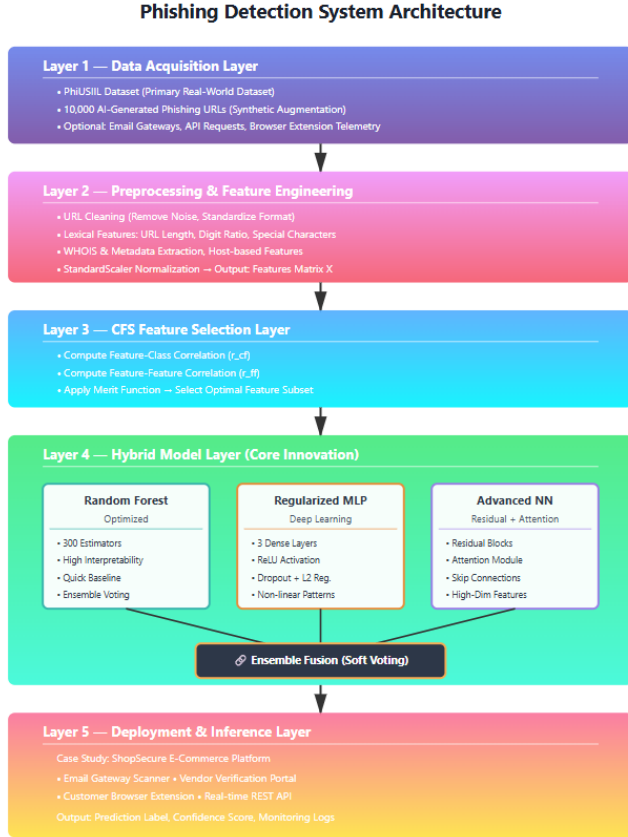 Phishing Detection System Architecture
Layer 1 — Data Acquisition Layer
• PhiUSIIL Dataset (Primary Real-World Dataset)
• 10,000 AI-Generated Phishing URLs (Synthetic Augmentation)
• Optional: Email Gateways, API Requests, Browser Extension Telemetry
Layer 2 — Preprocessing & Feature Engineering
• URL Cleaning (Remove Noise, Standardize Format)
• Lexical Features: URL Length, Digit Ratio, Special Characters
• WHOIS & Metadata Extraction, Host-based Features
• StandardScaler Normalization → Output: Features Matrix X
Layer 3 — CFS Feature Selection Layer
• Compute Feature-Class Correlation (r_cf)
• Compute Feature-Feature Correlation (r_ff)
• Apply Merit Function → Select Optimal Feature Subset
Layer 4 — Hybrid Model Layer (Core Innovation)
Random Forest
Optimized
• 300 Estimators
• High Interpretability
• Quick Baseline
• Ensemble Voting
Regularized MLP
Deep Learning
• 3 Dense Layers
• ReLU Activation
• Dropout + L2 Reg.
• Non-linear Patterns
Advanced NN
Residual + Attention
• Residual Blocks
• Attention Module
• Skip Connections
• High-Dim Features
🔗 Ensemble Fusion (Soft Voting)
Layer 5 — Deployment & Inference Layer
Case Study: ShopSecure E-Commerce Platform
• Email Gateway Scanner • Vendor Verification Portal
• Customer Browser Extension • Real-time REST API
Output: Prediction Label, Confidence Score, Monitoring Logs